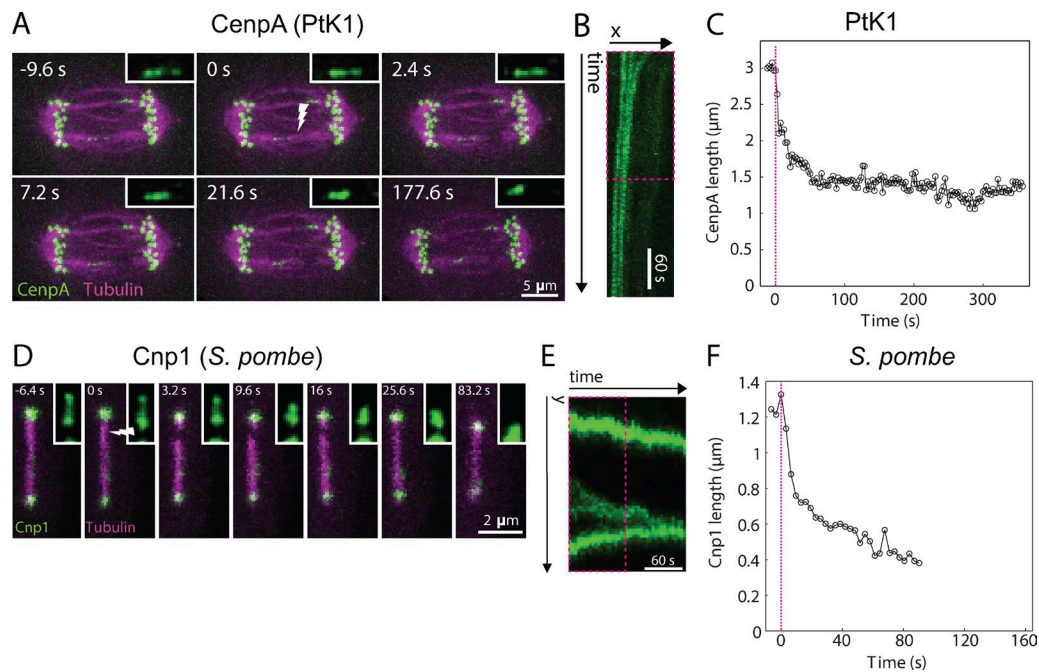 A
CenpA (PtK1)
-9.6 s
0 s
2.4 s
7.2 s
21.6 s
177.6 s
CenpA Tubulin
5 µm
B
x
time
60 s
C
PtK1
CenpA length (µm)
3
2.5
2
1.5
1
0.5
0
0 100 200 300
Time (s)
D
Cnp1 (S. pombe)
-6.4 s
0 s
3.2 s
9.6 s
16 s
25.6 s
83.2 s
Cnp1
Tubulin
2 µm
E
time
y
60 s
F
S. pombe
Cnp1 length (µm)
1.4
1.2
1
0.8
0.6
0.4
0.2
0
0 40 80 120 160
Time (s)